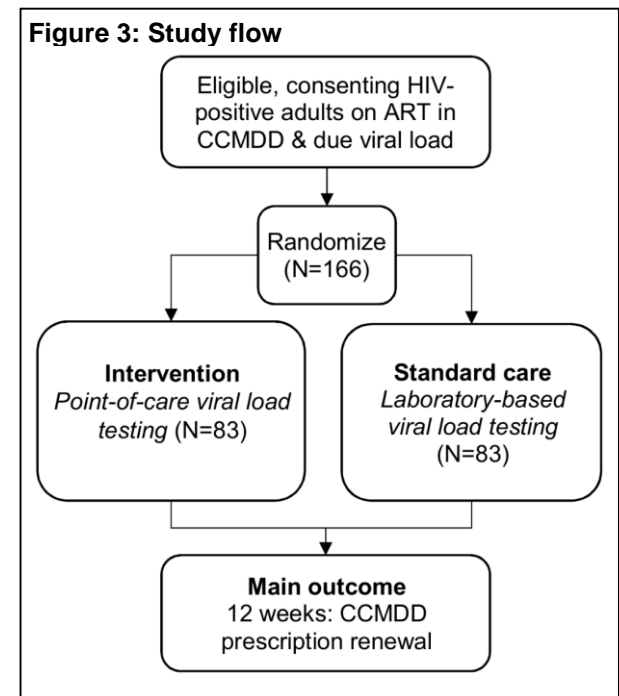 Figure 3: Study flow
Eligible, consenting HIV-
positive adults on ART in
CCMDD & due viral load
Randomize
(N=166)
Intervention
Point-of-care viral load
testing (N=83)
Standard care
Laboratory-based
viral load testing
(N=83)
Main outcome
12 weeks: CCMDD
prescription renewal